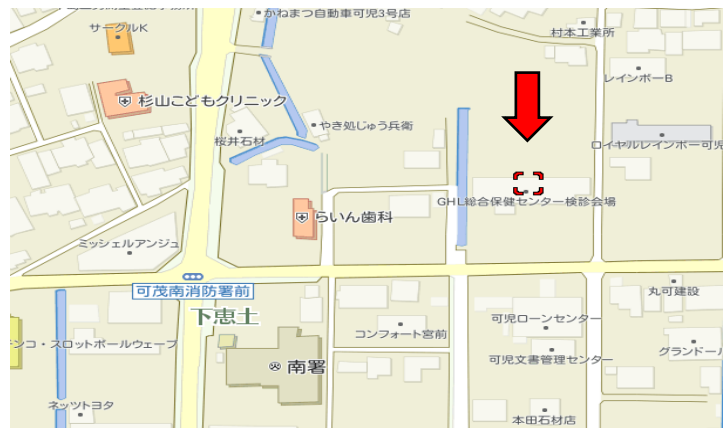 かねまつ自動車可児3号店
サークルK
村本工業所
レインボーB
杉山こどもクリニック
やき処じゅう兵衛
桜井石材
ロイヤルレインボー可児
GHL総合保健センター検診会場
らいん歯科
ミッシェルアンジュ
可茂南消防署前
丸可建設
下恵土
可児ローンセンター
コンフォート宮前
チンコ・スロットボールウェーブ
グランドール
可児文書管理センター
南署
ネッツトヨタ
本田石材店